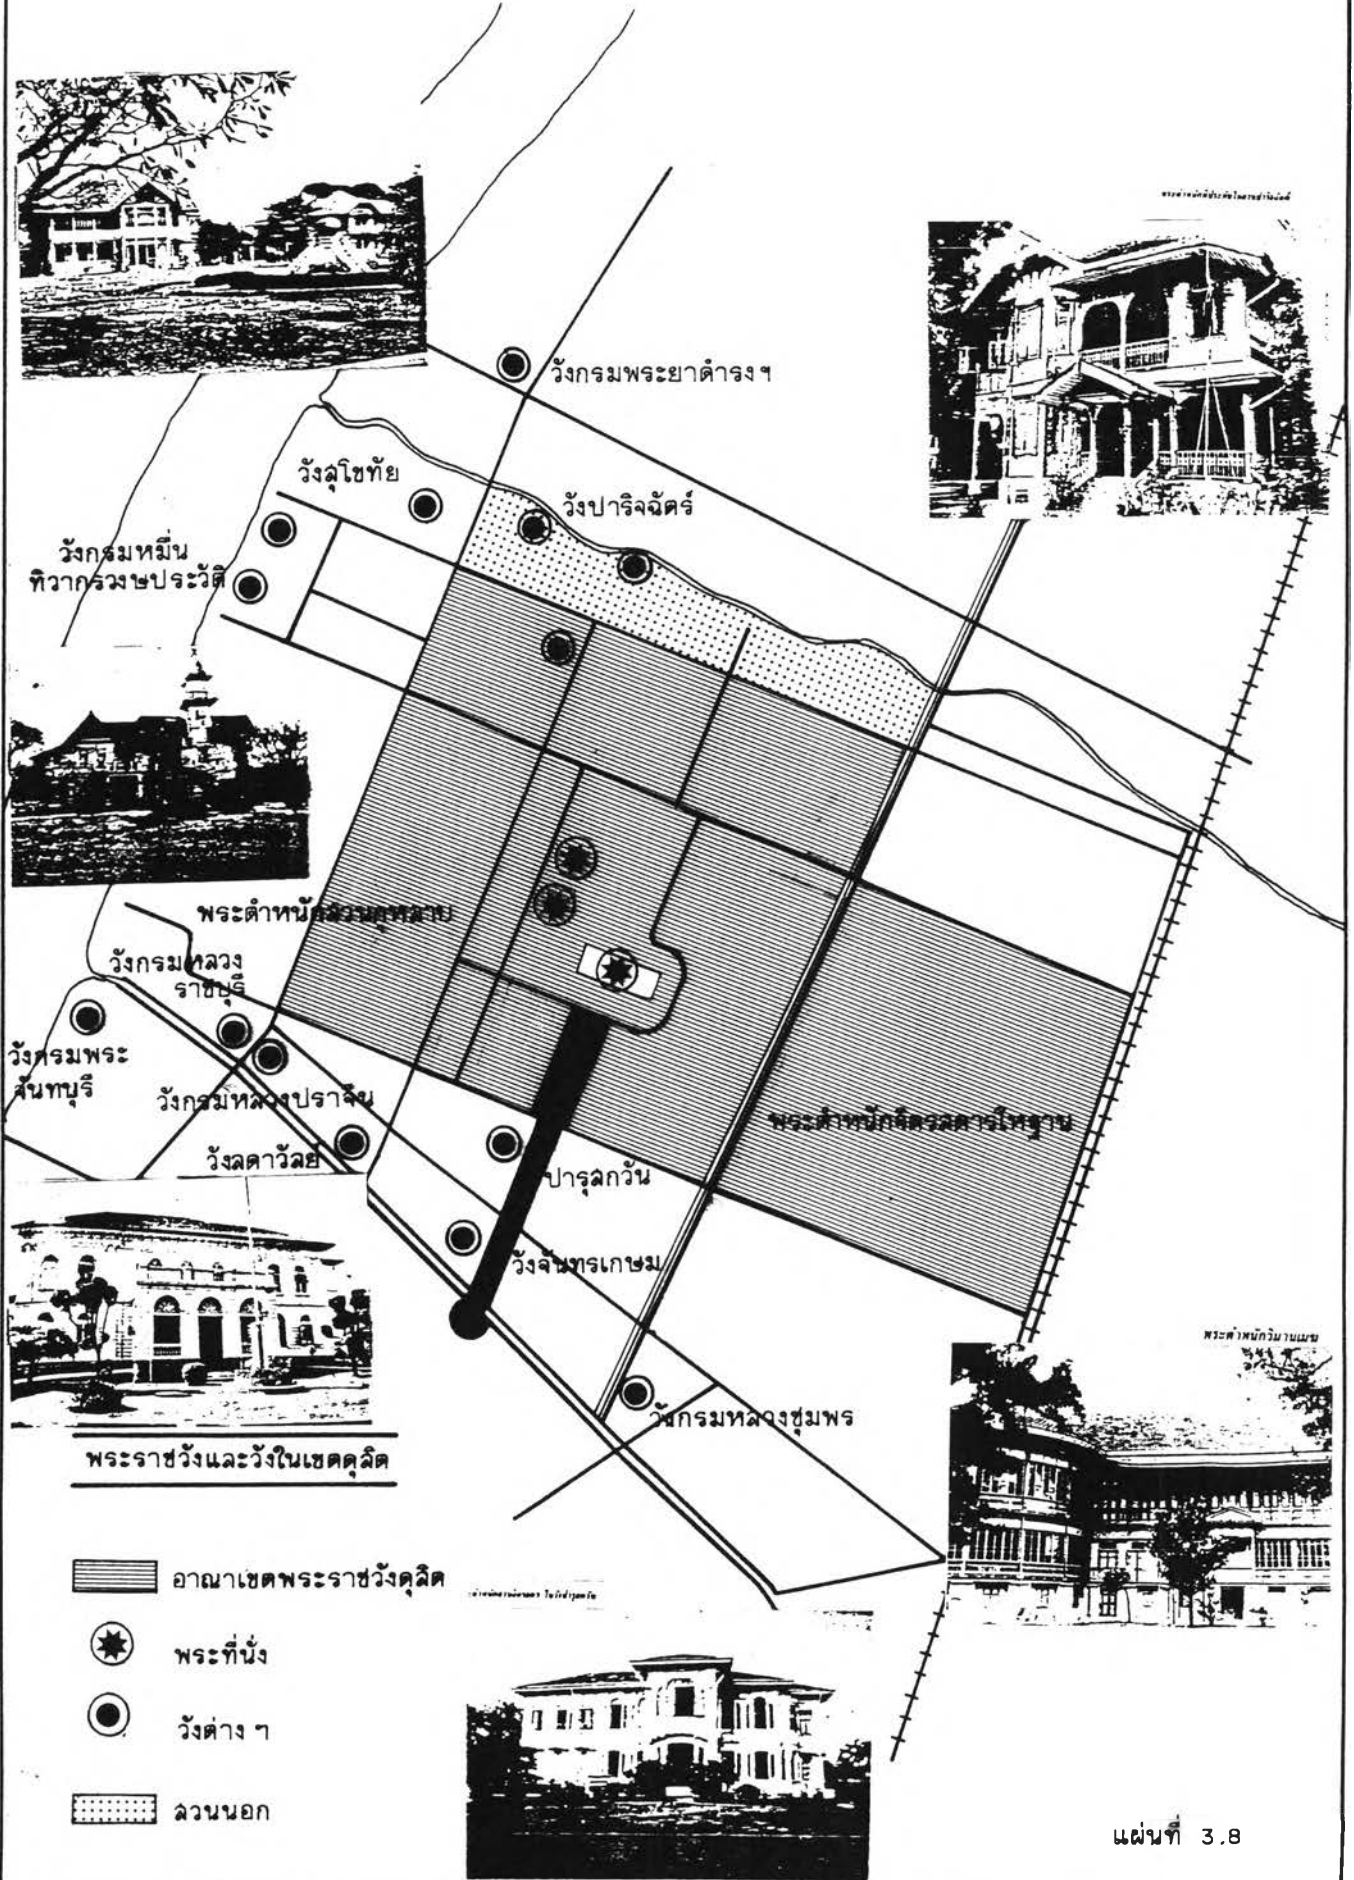 วังกรมพระยาดำรงฯ
วังสุโขทัย
วังปาริจฉัตร์
วังกรมหมื่น
ทิวากรวงษประวัติ
พระตำหนักสวนกุหลาบ
วังกรมหลวง
ราชบุรี
วังกรมพระ
จันทบุรี
วังกรมหลวงปราจีน
พระตำหนักจิตรลดารโหฐาน
วังลดาวัลย์
ปารุสกวัน
วังจันทรเกษม
พระตำหนักวิมานเมฆ
วังกรมหลวงชุมพร
พระราชวังและวังในเขตดุสิต
อาณาเขตพระราชวังดุสิต
พระที่นั่ง
วังต่าง ๆ
สวนนอก
แผ่นที่ 3.8